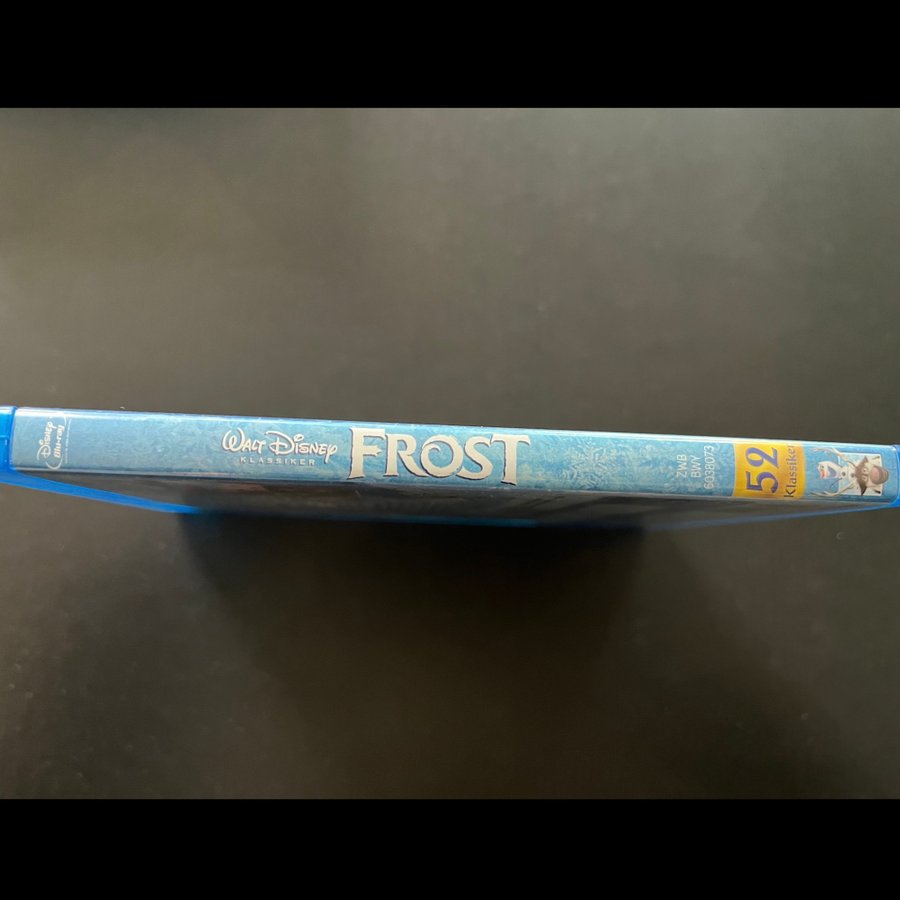 DISNEY
Blu-ray
WALT DISNEY
KLASSIKER
FROST
ZWB
BWY
6038073
52
Klassiker